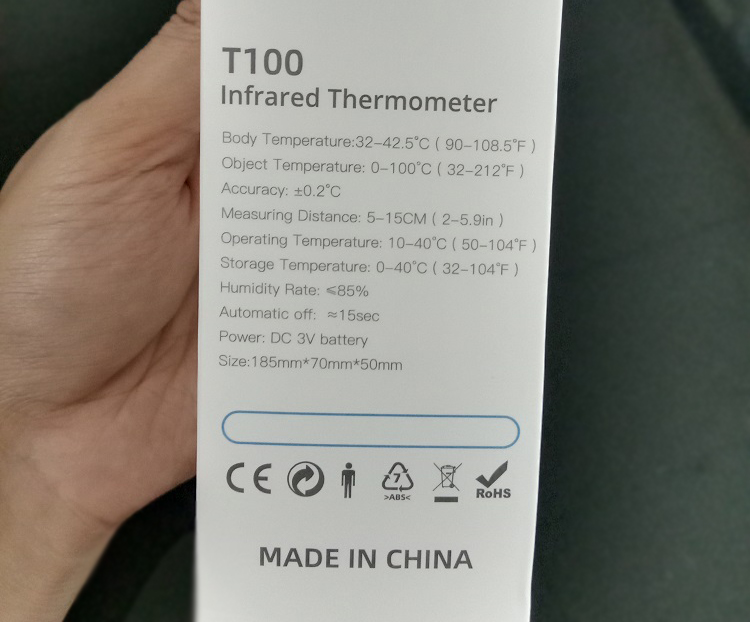 T100
Infrared Thermometer
Body Temperature:32–42.5°C ( 90–108.5°F )
Object Temperature: 0–100°C ( 32–212°F )
Accuracy: ±0.2°C
Measuring Distance: 5–15CM ( 2–5.9in )
Operating Temperature: 10–40°C ( 50–104°F )
Storage Temperature: 0–40°C ( 32–104°F )
Humidity Rate: ⩽85%
Automatic off: ≈15sec
Power: DC 3V battery
Size:185mm*70mm*50mm
CE 7 >ABS< RoHS
MADE IN CHINA